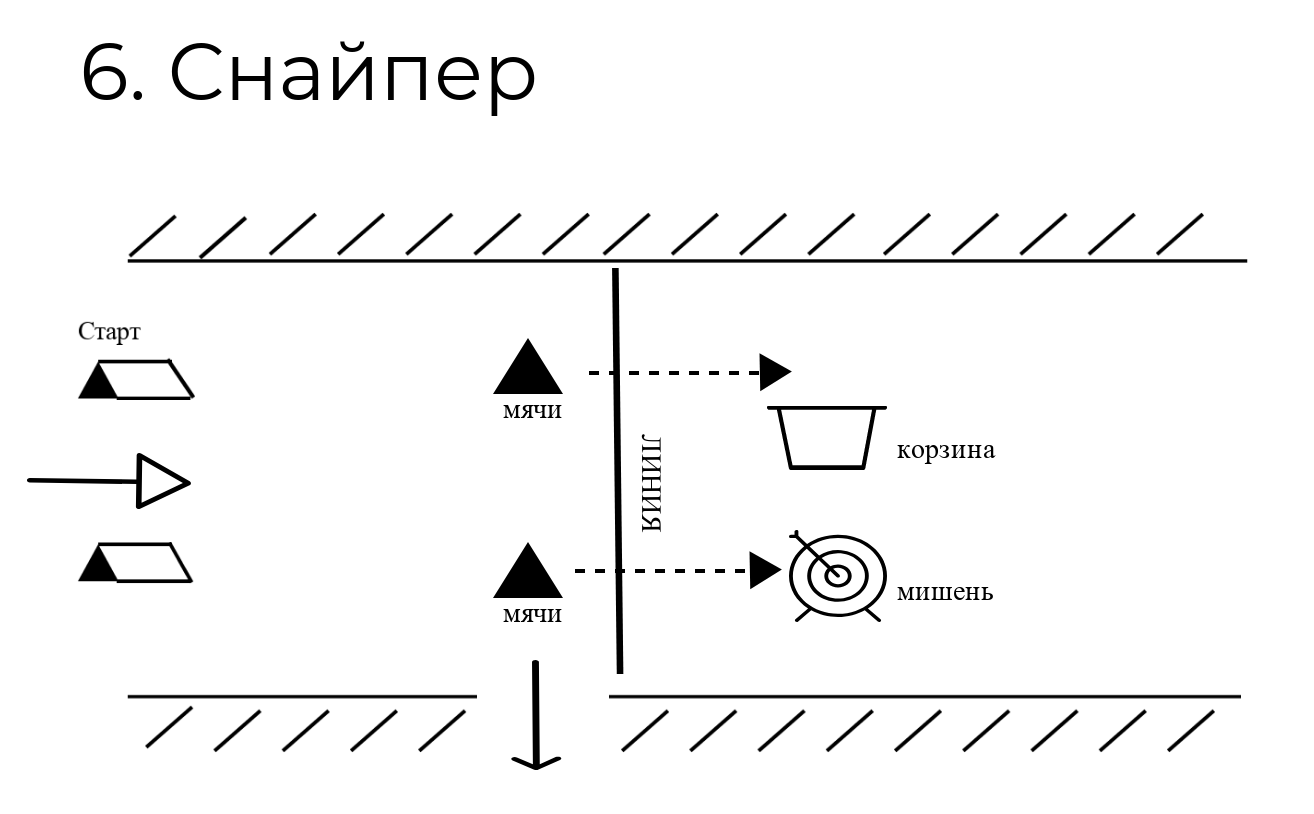 6. Снайпер
Старт
мячи
линия
корзина
мишень
мячи